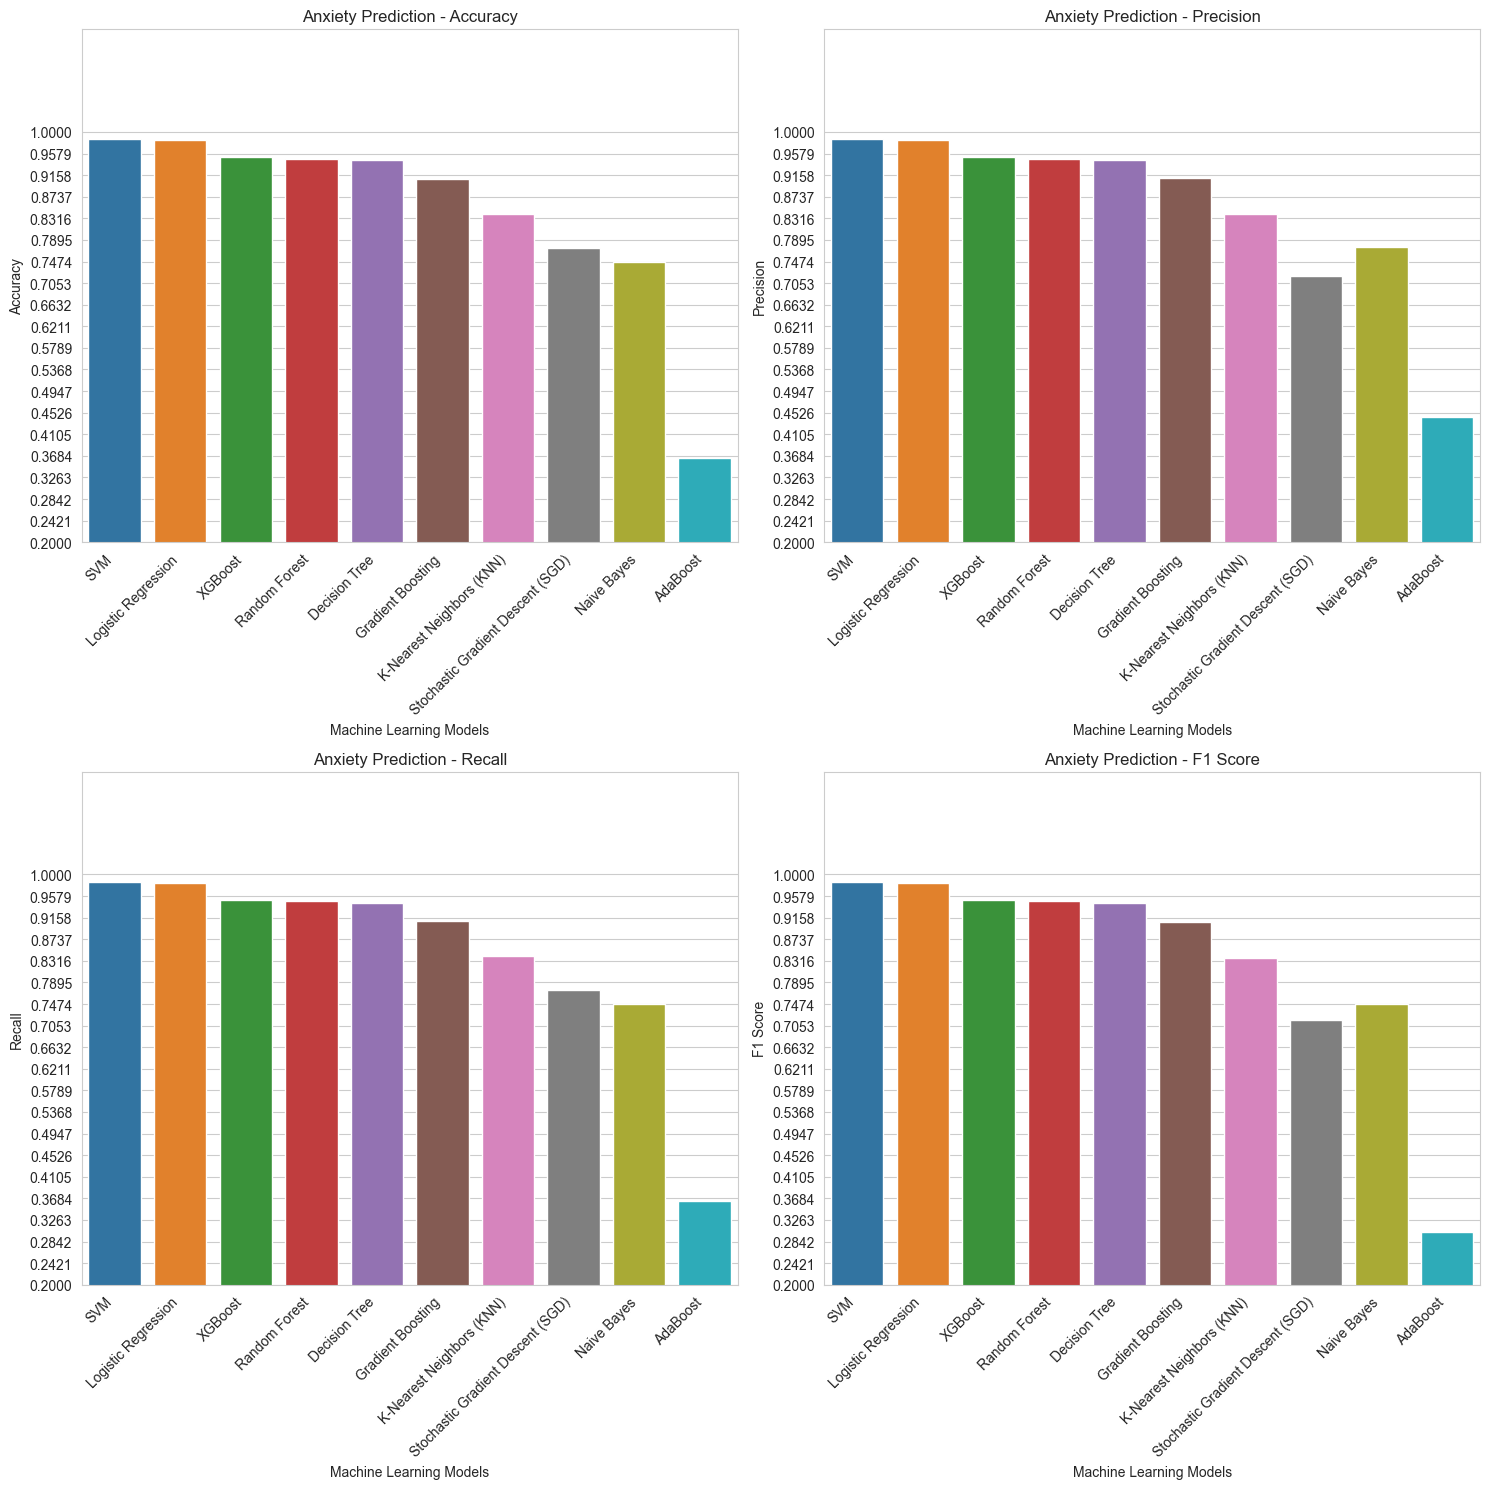 Anxiety Prediction - Accuracy
Accuracy
1.0000
0.9579
0.9158
0.8737
0.8316
0.7895
0.7474
0.7053
0.6632
0.6211
0.5789
0.5368
0.4947
0.4526
0.4105
0.3684
0.3263
0.2842
0.2421
0.2000
SVM
Logistic Regression
XGBoost
Random Forest
Decision Tree
Gradient Boosting
K-Nearest Neighbors (KNN)
Stochastic Gradient Descent (SGD)
Naive Bayes
AdaBoost
Machine Learning Models
Anxiety Prediction - Precision
Precision
1.0000
0.9579
0.9158
0.8737
0.8316
0.7895
0.7474
0.7053
0.6632
0.6211
0.5789
0.5368
0.4947
0.4526
0.4105
0.3684
0.3263
0.2842
0.2421
0.2000
SVM
Logistic Regression
XGBoost
Random Forest
Decision Tree
Gradient Boosting
K-Nearest Neighbors (KNN)
Stochastic Gradient Descent (SGD)
Naive Bayes
AdaBoost
Machine Learning Models
Anxiety Prediction - Recall
Recall
1.0000
0.9579
0.9158
0.8737
0.8316
0.7895
0.7474
0.7053
0.6632
0.6211
0.5789
0.5368
0.4947
0.4526
0.4105
0.3684
0.3263
0.2842
0.2421
0.2000
SVM
Logistic Regression
XGBoost
Random Forest
Decision Tree
Gradient Boosting
K-Nearest Neighbors (KNN)
Stochastic Gradient Descent (SGD)
Naive Bayes
AdaBoost
Machine Learning Models
Anxiety Prediction - F1 Score
F1 Score
1.0000
0.9579
0.9158
0.8737
0.8316
0.7895
0.7474
0.7053
0.6632
0.6211
0.5789
0.5368
0.4947
0.4526
0.4105
0.3684
0.3263
0.2842
0.2421
0.2000
SVM
Logistic Regression
XGBoost
Random Forest
Decision Tree
Gradient Boosting
K-Nearest Neighbors (KNN)
Stochastic Gradient Descent (SGD)
Naive Bayes
AdaBoost
Machine Learning Models